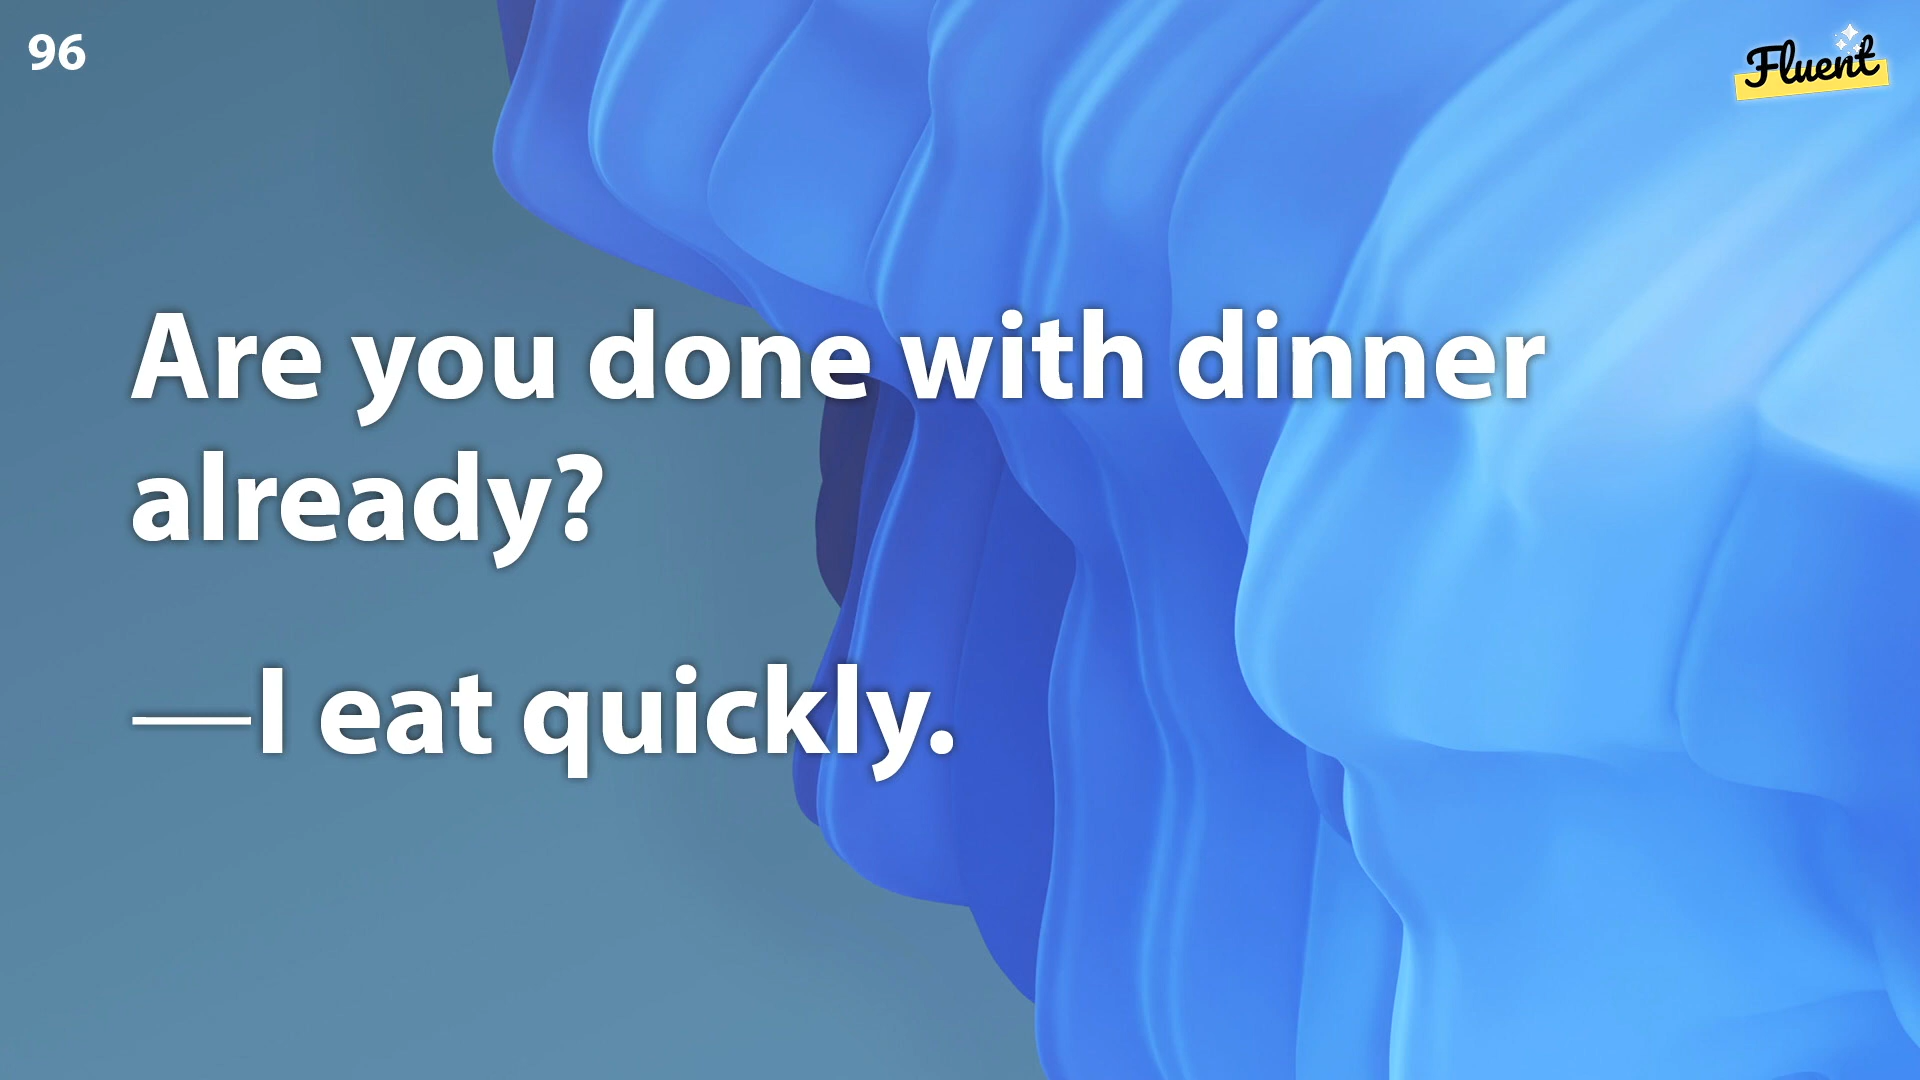 96
Fluent
Are you done with dinner
already?
—I eat quickly.